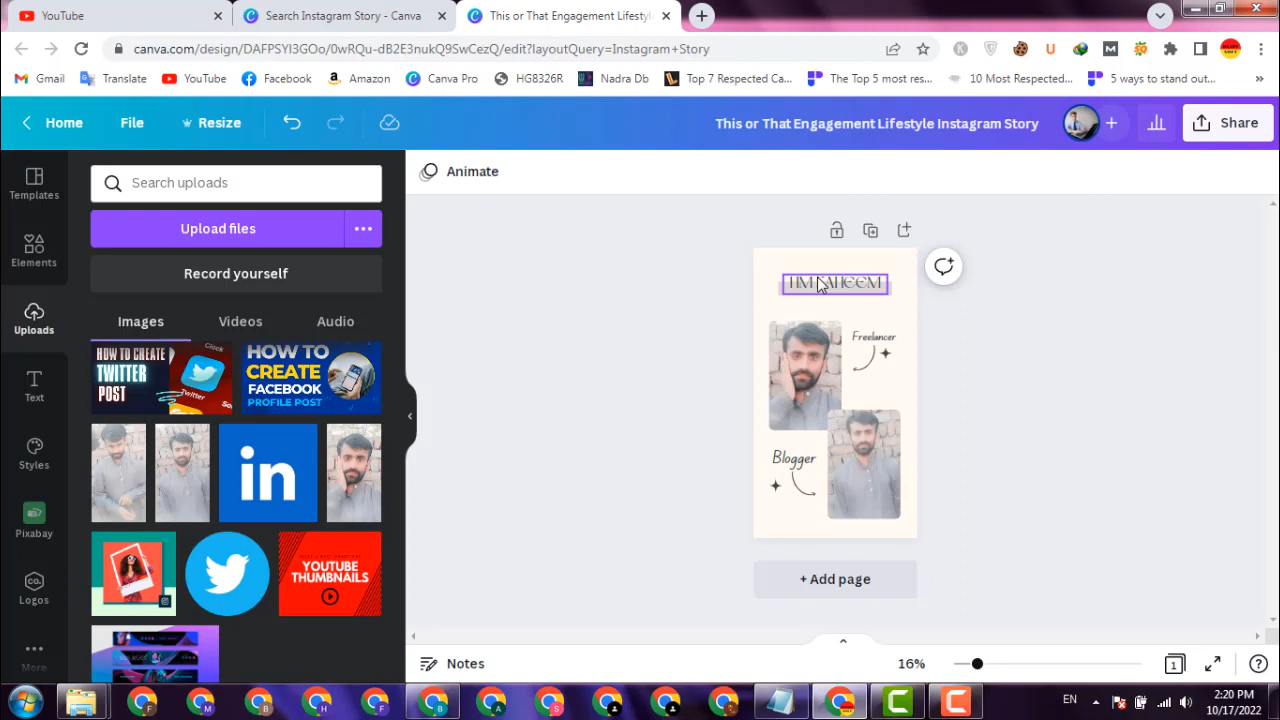 YouTube
Search Instagram Story - Canva
This or That Engagement Lifestyle
canva.com/design/DAFPSYI3GOo/0wRQu-dB2E3nukQ9SwCezQ/edit?layoutQuery=Instagram+Story
Gmail
Translate
YouTube
Facebook
Amazon
Canva Pro
HG8326R
Nadra Db
Top 7 Respected Ca...
The Top 5 most res...
10 Most Respected...
5 ways to stand out...
Home
File
Resize
This or That Engagement Lifestyle Instagram Story
Share
Templates
Elements
Uploads
Text
Styles
Pixabay
CO.
Logos
More
Search uploads
Upload files
Record yourself
Images
Videos
Audio
HOW TO CREATE
TWITTER
POST
HOW TO
CREATE
FACEBOOK
PROFILE POST
in
YOUTUBE
THUMBNAILS
Animate
Freelancer
Blogger
+ Add page
Notes
16%
1
EN
2:20 PM
10/17/2022